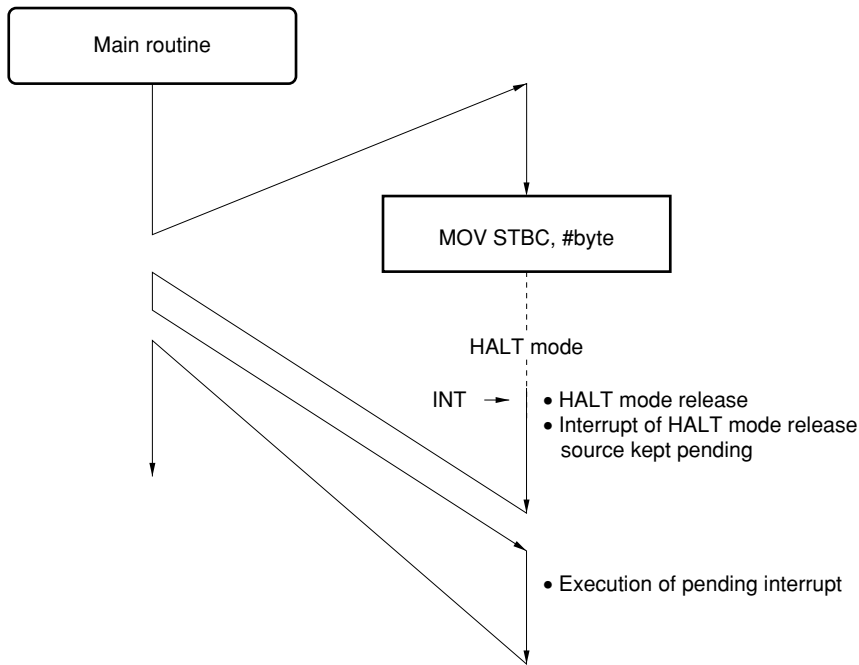 Main routine
MOV STBC, #byte
HALT mode
INT
• HALT mode release
• Interrupt of HALT mode release
source kept pending
• Execution of pending interrupt